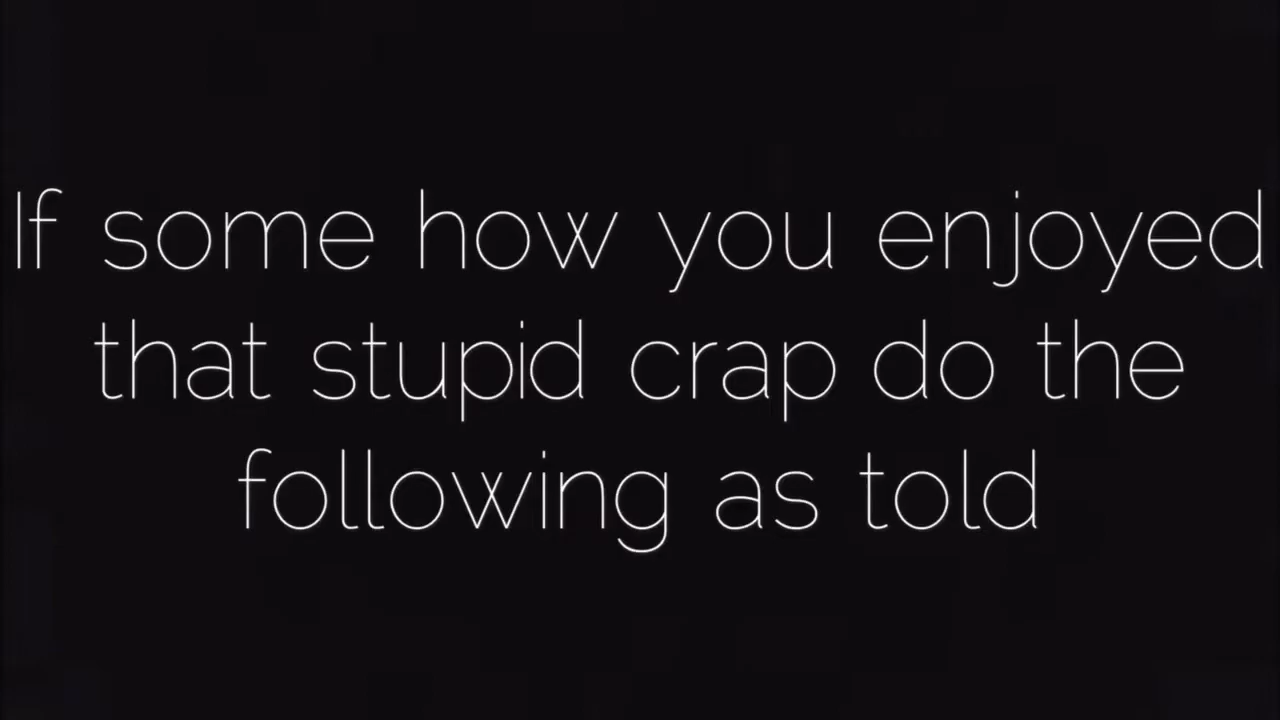 If some how you enjoyed
that stupid crap do the
following as told